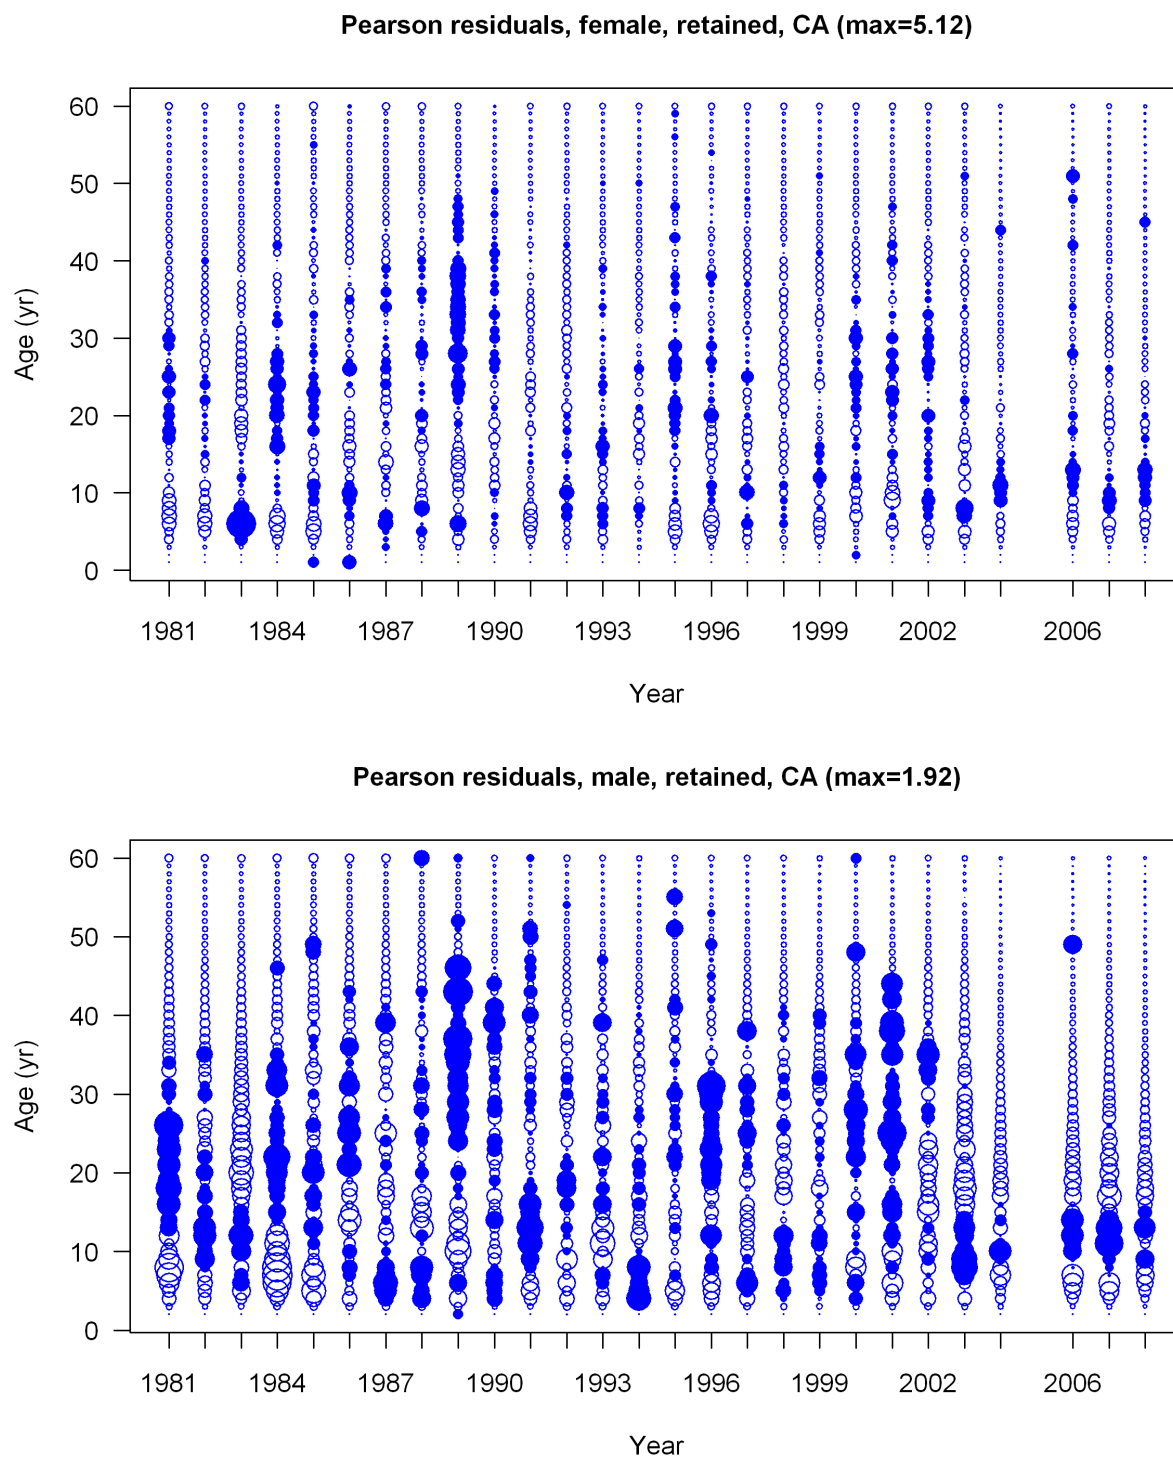 Pearson residuals, female, retained, CA (max=5.12)
60
50
40
30
20
10
0
Age (yr)
1981 1984 1987 1990 1993 1996 1999 2002 2006
Year
Pearson residuals, male, retained, CA (max=1.92)
60
50
40
30
20
10
0
Age (yr)
1981 1984 1987 1990 1993 1996 1999 2002 2006
Year